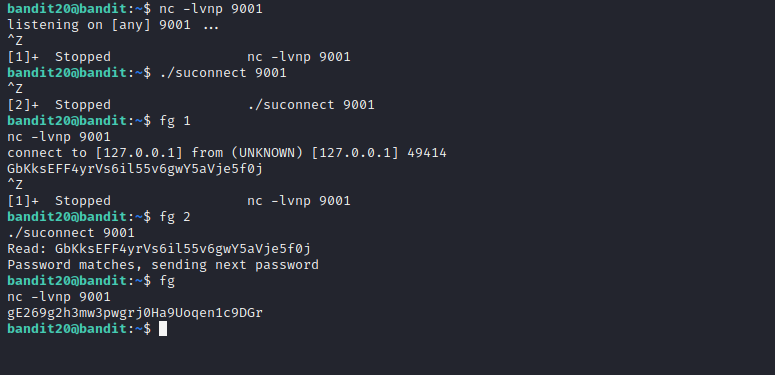 bandit20@bandit:~$ nc -lvnp 9001
listening on [any] 9001 ...
^Z
[1]+  Stopped                 nc -lvnp 9001
bandit20@bandit:~$ ./suconnect 9001
^Z
[2]+  Stopped                 ./suconnect 9001
bandit20@bandit:~$ fg 1
nc -lvnp 9001
connect to [127.0.0.1] from (UNKNOWN) [127.0.0.1] 49414
GbKksEFF4yrVs6il55v6gwY5aVje5f0j
^Z
[1]+  Stopped                 nc -lvnp 9001
bandit20@bandit:~$ fg 2
./suconnect 9001
Read: GbKksEFF4yrVs6il55v6gwY5aVje5f0j
Password matches, sending next password
bandit20@bandit:~$ fg
nc -lvnp 9001
gE269g2h3mw3pwgrj0Ha9Uoqen1c9DGr
bandit20@bandit:~$